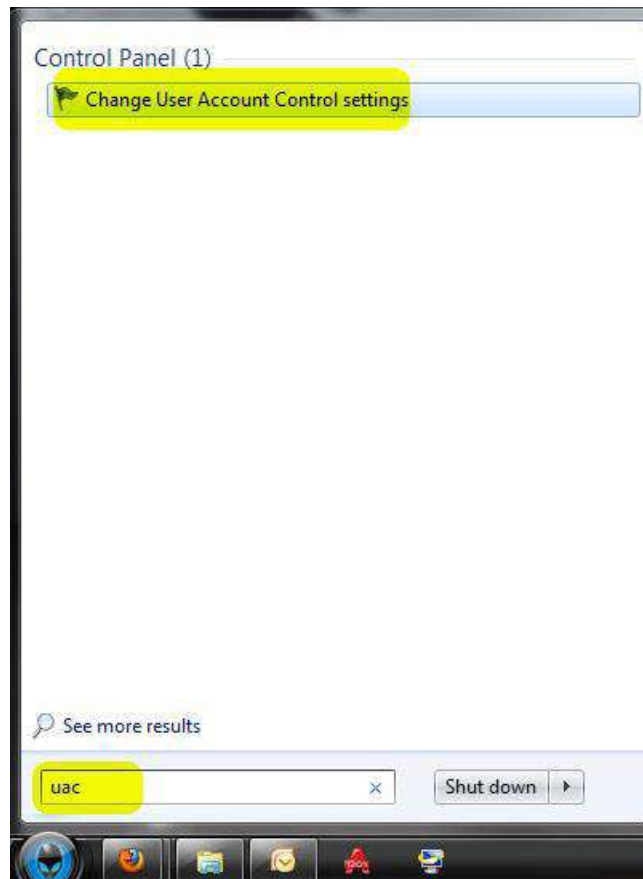 Control Panel (1)
Change User Account Control settings
See more results
uac
Shut down